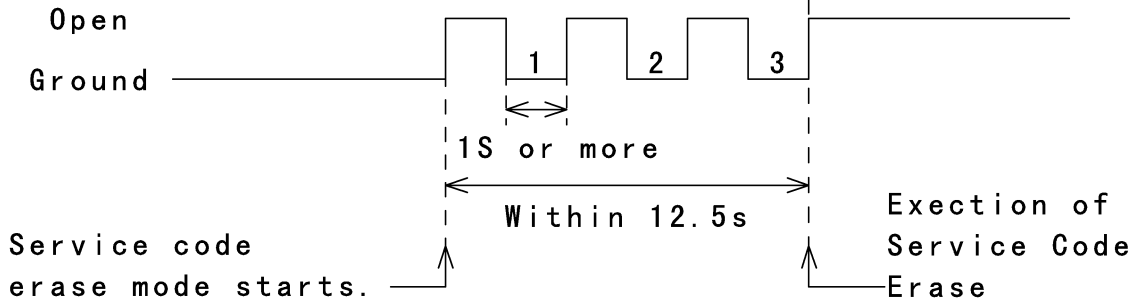 Open
Ground
1 2 3
1S or more
Within 12.5s
Service code
erase mode starts.
Exection of
Service Code
Erase